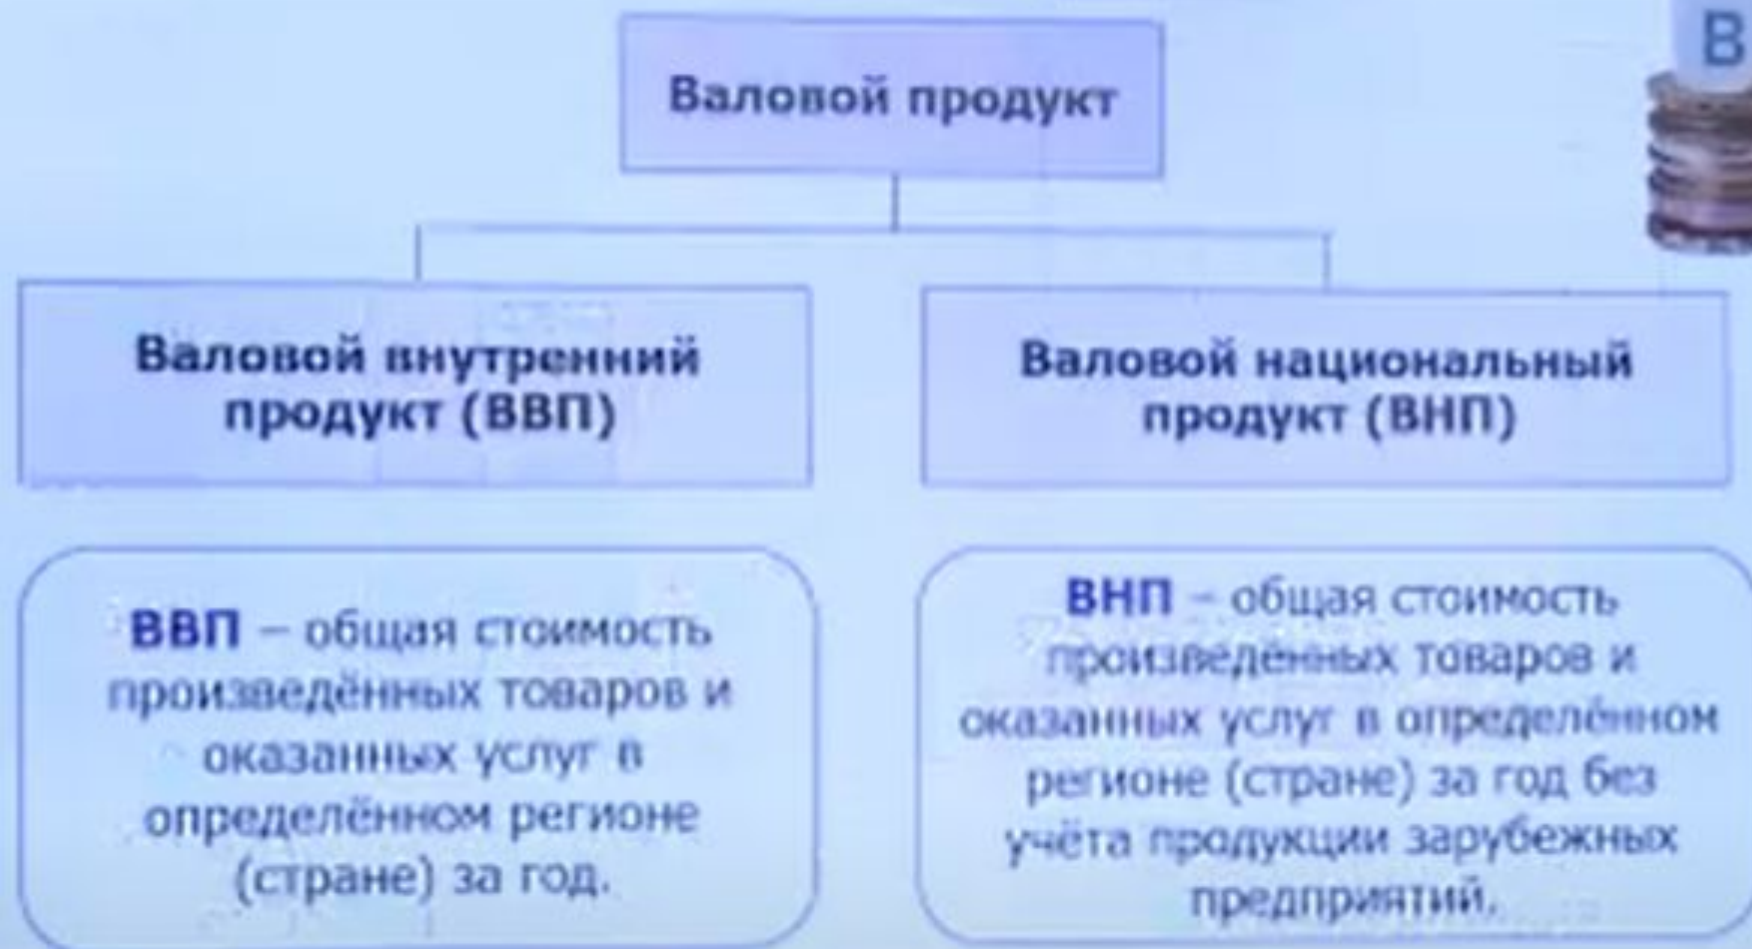 Валовой продукт
В
Валовой внутренний
продукт (ВВП)
Валовой национальный
продукт (ВНП)
ВВП – общая стоимость
произведённых товаров и
оказанных услуг в
определённом регионе
(стране) за год.
ВНП – общая стоимость
произведённых товаров и
оказанных услуг в определённом
регионе (стране) за год без
учёта продукции зарубежных
предприятий.